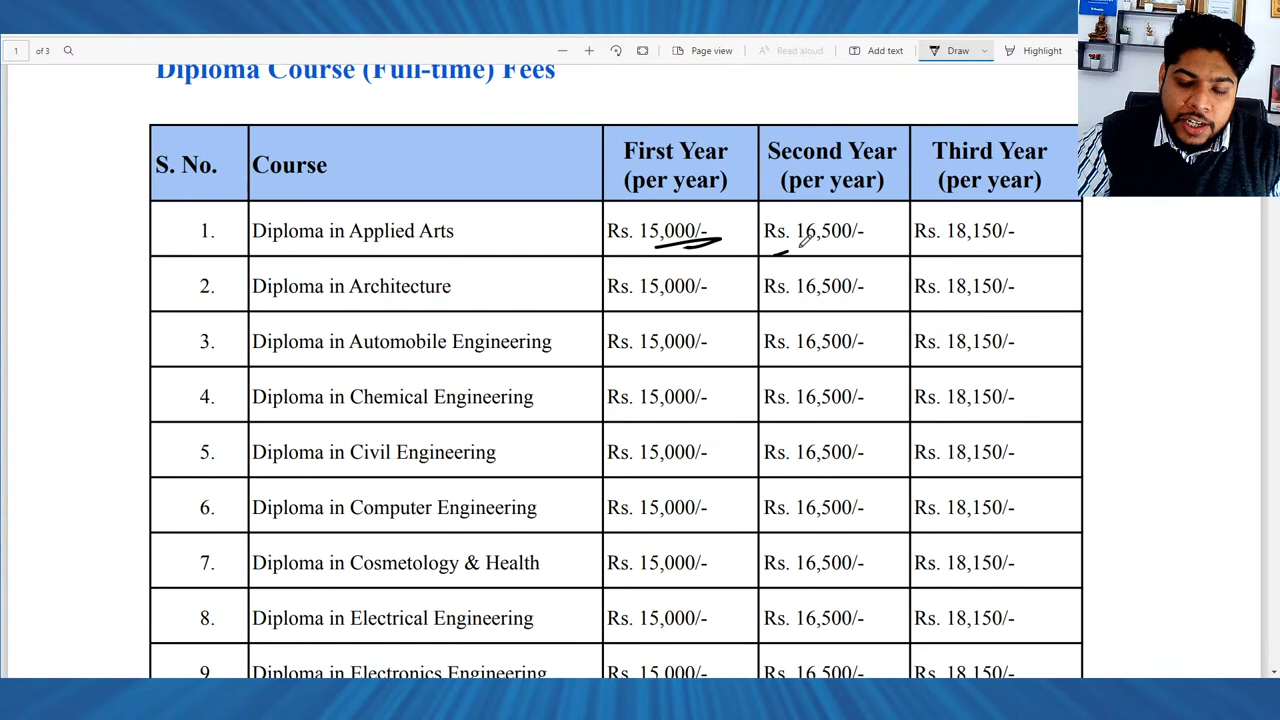 1 of 3 Page view Read aloud Add text Draw Highlight
Diploma Course (Full-time) Fees
S. No. Course First Year (per year) Second Year (per year) Third Year (per year)
1. Diploma in Applied Arts Rs. 15,000/- Rs. 16,500/- Rs. 18,150/-
2. Diploma in Architecture Rs. 15,000/- Rs. 16,500/- Rs. 18,150/-
3. Diploma in Automobile Engineering Rs. 15,000/- Rs. 16,500/- Rs. 18,150/-
4. Diploma in Chemical Engineering Rs. 15,000/- Rs. 16,500/- Rs. 18,150/-
5. Diploma in Civil Engineering Rs. 15,000/- Rs. 16,500/- Rs. 18,150/-
6. Diploma in Computer Engineering Rs. 15,000/- Rs. 16,500/- Rs. 18,150/-
7. Diploma in Cosmetology & Health Rs. 15,000/- Rs. 16,500/- Rs. 18,150/-
8. Diploma in Electrical Engineering Rs. 15,000/- Rs. 16,500/- Rs. 18,150/-
9 Diploma in Electronics Engineering Rs. 15,000/- Rs. 16,500/- Rs. 18,150/-